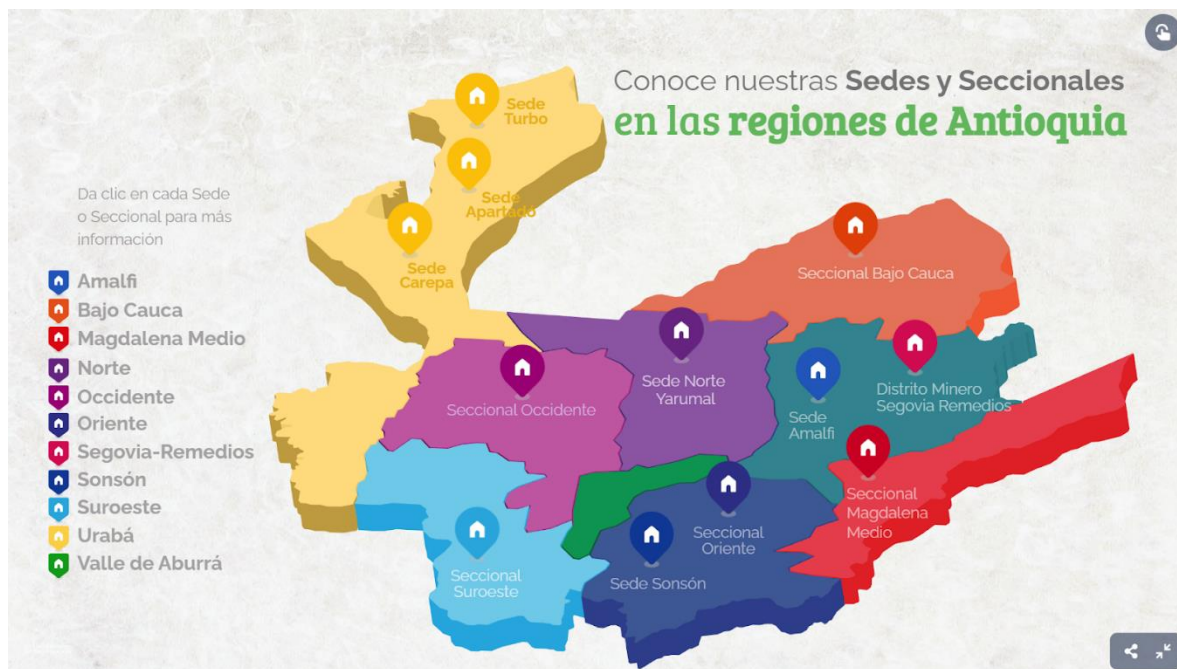 Conoce nuestras Sedes y Seccionales
en las regiones de Antioquia
Da clic en cada Sede
o Seccional para más
información
Amalfi
Bajo Cauca
Magdalena Medio
Norte
Occidente
Oriente
Segovia-Remedios
Sonsón
Suroeste
Urabá
Valle de Aburrá
Sede
Turbo
Sede
Apartadó
Sede
Carepa
Seccional Bajo Cauca
Sede Norte
Yarumal
Seccional Occidente
Distrito Minero
Segovia Remedios
Sede
Amalfi
Seccional
Magdalena
Medio
Seccional
Oriente
Sede Sonsón
Seccional
Suroeste